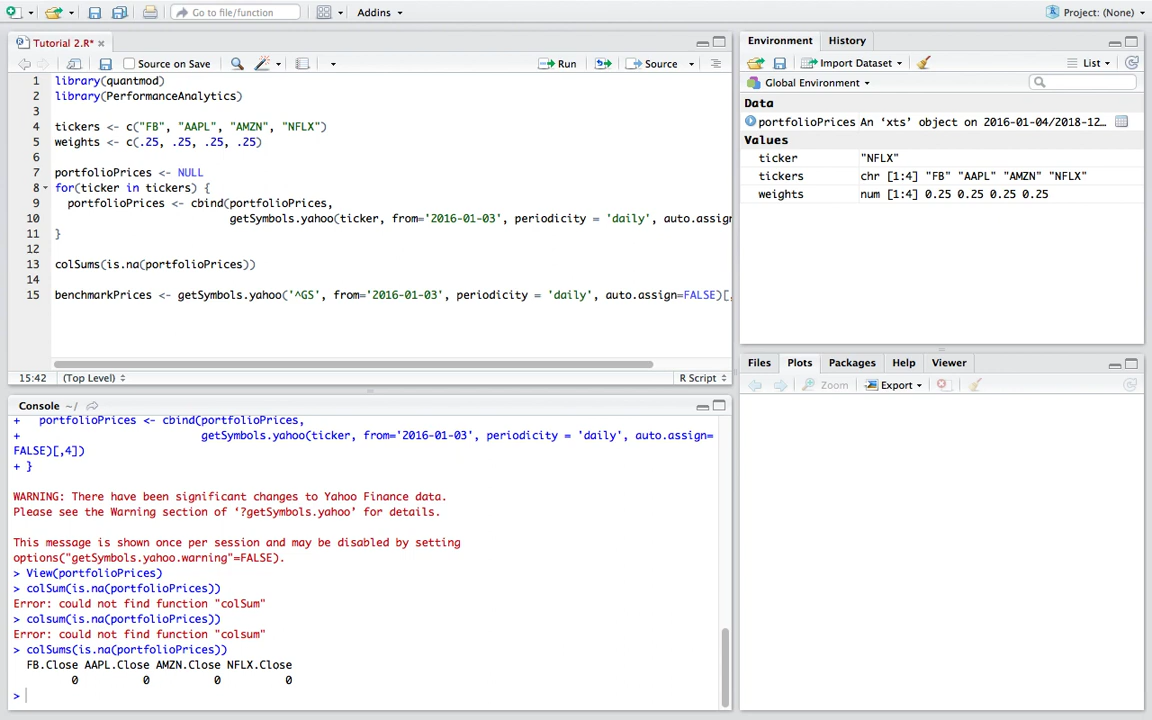 Go to file/function
Addins
Project: (None)
Tutorial 2.R*
Source on Save
Run
Source
1 library(quantmod)
2 library(PerformanceAnalytics)
3
4 tickers <- c("FB", "AAPL", "AMZN", "NFLX")
5 weights <- c(.25, .25, .25, .25)
6
7 portfolioPrices <- NULL
8 for(ticker in tickers) {
9 portfolioPrices <- cbind(portfolioPrices,
10 getSymbols.yahoo(ticker, from='2016-01-03', periodicity = 'daily', auto.assign
11 }
12
13 colSums(is.na(portfolioPrices))
14
15 benchmarkPrices <- getSymbols.yahoo('^GS', from='2016-01-03', periodicity = 'daily', auto.assign=FALSE)[,
15:42 (Top Level)
R Script
Console ~/
+ portfolioPrices <- cbind(portfolioPrices,
+ getSymbols.yahoo(ticker, from='2016-01-03', periodicity = 'daily', auto.assign=
FALSE)[,4])
+ }
WARNING: There have been significant changes to Yahoo Finance data.
Please see the Warning section of ‘?getSymbols.yahoo’ for details.
This message is shown once per session and may be disabled by setting
options("getSymbols.yahoo.warning"=FALSE).
> View(portfolioPrices)
> colSum(is.na(portfolioPrices))
Error: could not find function "colSum"
> colsum(is.na(portfolioPrices))
Error: could not find function "colsum"
> colSums(is.na(portfolioPrices))
FB.Close AAPL.Close AMZN.Close NFLX.Close
0 0 0 0
>
Environment History
Import Dataset
List
Global Environment
Data
portfolioPrices An ‘xts’ object on 2016-01-04/2018-12…
Values
ticker "NFLX"
tickers chr [1:4] "FB" "AAPL" "AMZN" "NFLX"
weights num [1:4] 0.25 0.25 0.25 0.25
Files Plots Packages Help Viewer
Zoom Export